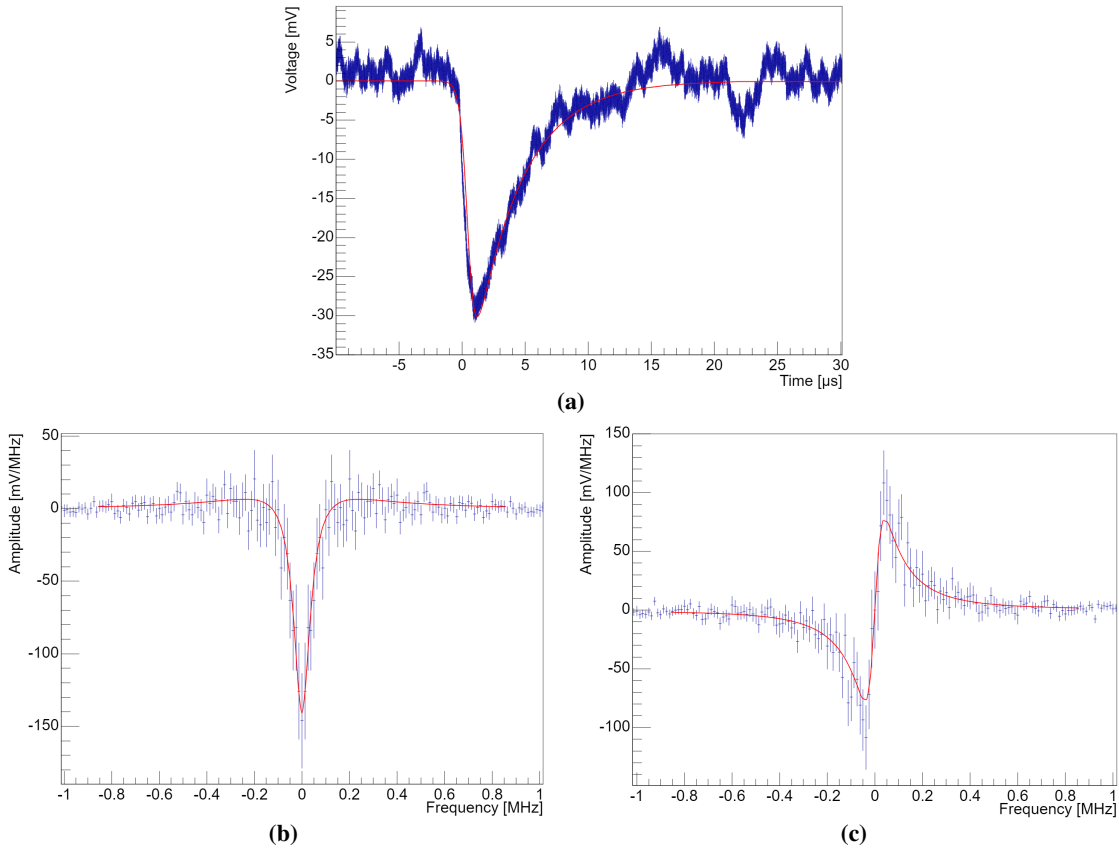 Voltage [mV]
5
0
-5
-10
-15
-20
-25
-30
-35
-5 0 5 10 15 20 25 30
Time [µs]
(a)
Amplitude [mV/MHz]
50
0
-50
-100
-150
-1 -0.8 -0.6 -0.4 -0.2 0 0.2 0.4 0.6 0.8 1
Frequency [MHz]
(b)
Amplitude [mV/MHz]
150
100
50
0
-50
-100
-1 -0.8 -0.6 -0.4 -0.2 0 0.2 0.4 0.6 0.8 1
Frequency [MHz]
(c)